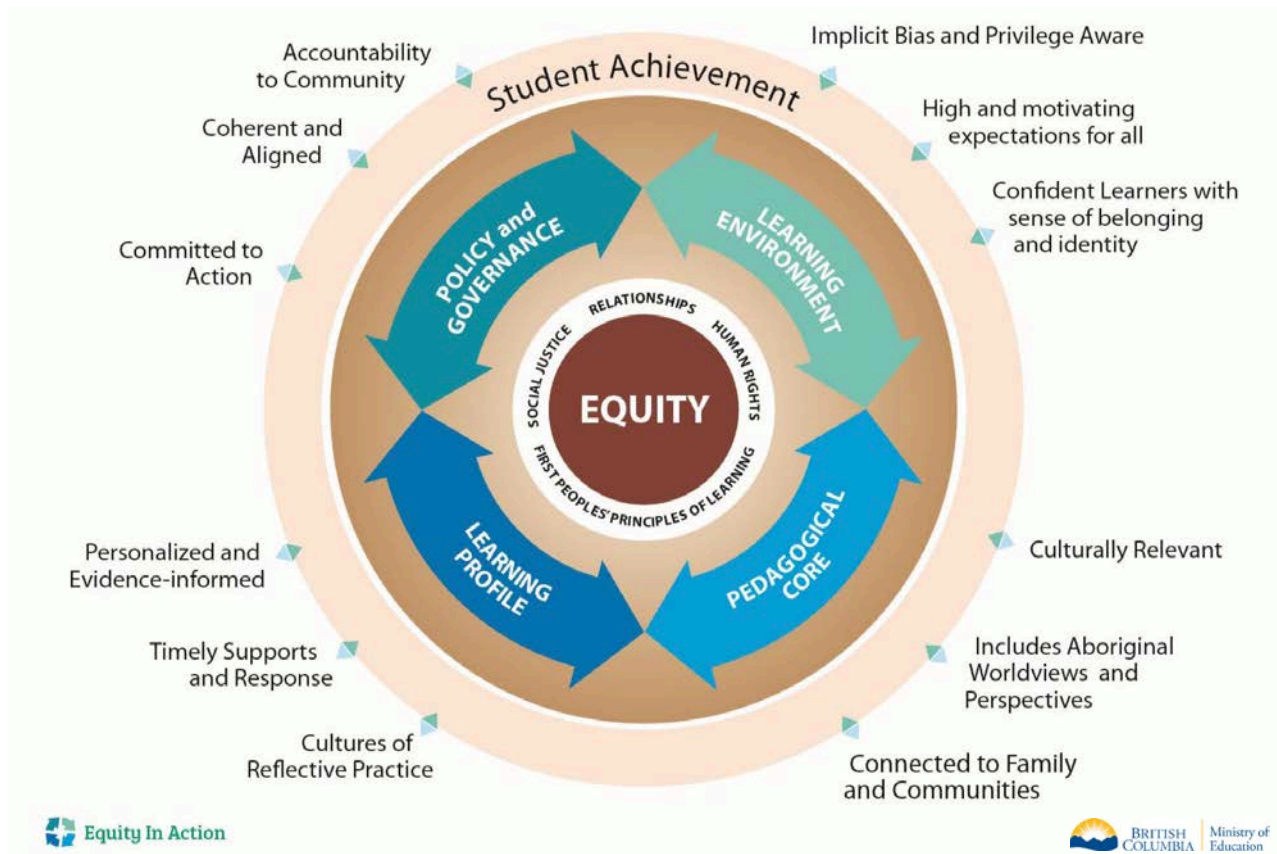 Student Achievement
Accountability
to Community
Coherent and
Aligned
Committed to
Action
Implicit Bias and Privilege Aware
High and motivating
expectations for all
Confident Learners with
sense of belonging
and identity
POLICY and
GOVERNANCE
LEARNING
ENVIRONMENT
RELATIONSHIPS
SOCIAL JUSTICE
HUMAN RIGHTS
EQUITY
FIRST PEOPLES' PRINCIPLES OF LEARNING
LEARNING
PROFILE
PEDAGOGICAL
CORE
Personalized and
Evidence-informed
Timely Supports
and Response
Cultures of
Reflective Practice
Culturally Relevant
Includes Aboriginal
Worldviews and
Perspectives
Connected to Family
and Communities
Equity In Action
BRITISH
COLUMBIA
Ministry of
Education